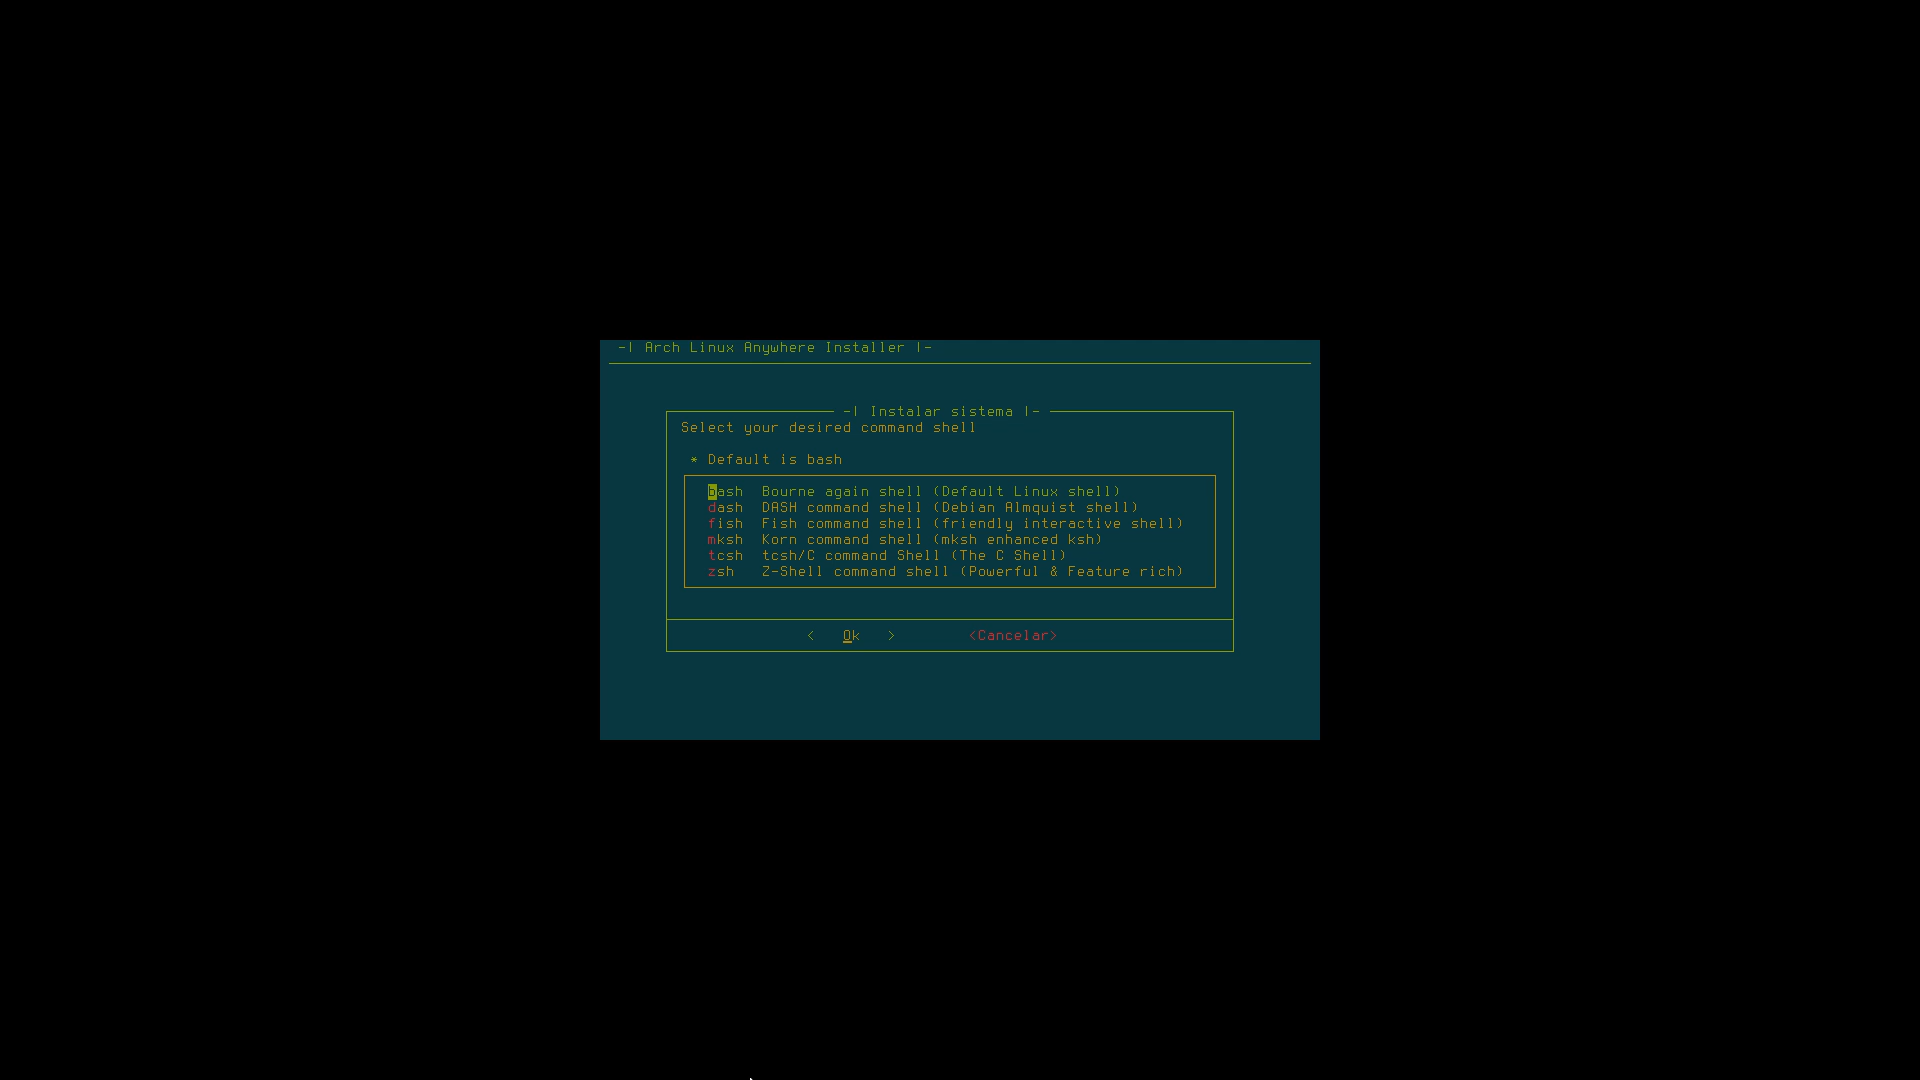 -| Arch Linux Anywhere Installer |-
-| Instalar sistema |-
Select your desired command shell
* Default is bash
bash  Bourne again shell (Default Linux shell)
dash  DASH command shell (Debian Almquist shell)
fish  Fish command shell (friendly interactive shell)
mksh  Korn command shell (mksh enhanced ksh)
tcsh  tcsh/C command Shell (The C Shell)
zsh  Z-Shell command shell (Powerful & Feature rich)
<   Ok   >  <Cancelar>